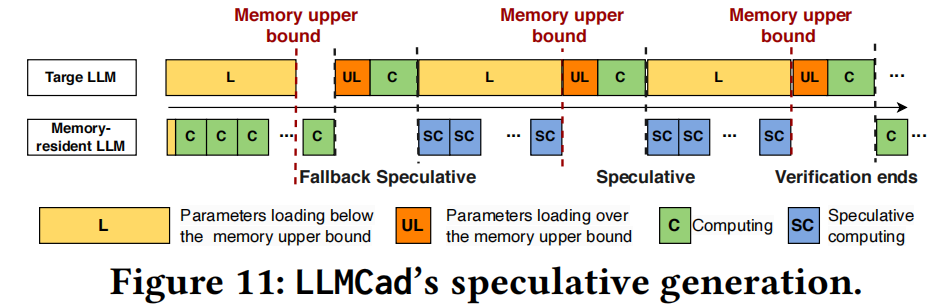 Memory upper bound
Memory upper bound
Memory upper bound
Targe LLM
L
UL
C
L
UL
C
L
UL
C
...
Memory-resident LLM
C
C
C
...
C
SC
SC
...
SC
SC
SC
...
SC
C
...
Fallback Speculative
Speculative
Verification ends
L
Parameters loading below the memory upper bound
UL
Parameters loading over the memory upper bound
C
Computing
SC
Speculative computing
Figure 11: LLMCad's speculative generation.